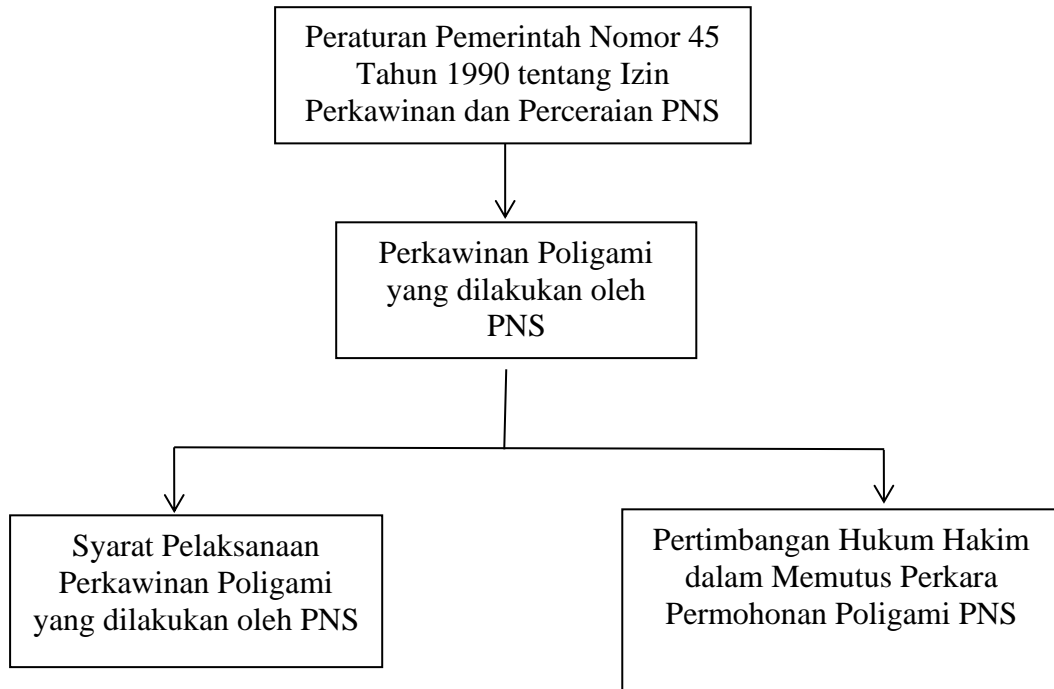 Peraturan Pemerintah Nomor 45
Tahun 1990 tentang Izin
Perkawinan dan Perceraian PNS
Perkawinan Poligami
yang dilakukan oleh
PNS
Syarat Pelaksanaan
Perkawinan Poligami
yang dilakukan oleh PNS
Pertimbangan Hukum Hakim
dalam Memutus Perkara
Permohonan Poligami PNS